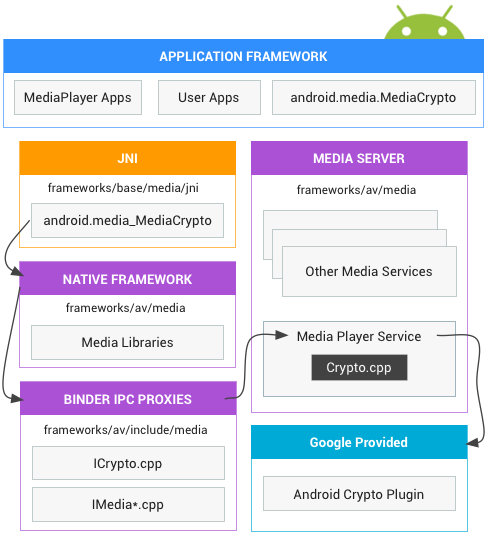 APPLICATION FRAMEWORK
MediaPlayer Apps
User Apps
android.media.MediaCrypto
JNI
frameworks/base/media/jni
android.media_MediaCrypto
NATIVE FRAMEWORK
frameworks/av/media
Media Libraries
BINDER IPC PROXIES
frameworks/av/include/media
ICrypto.cpp
IMedia*.cpp
MEDIA SERVER
frameworks/av/media
Other Media Services
Media Player Service
Crypto.cpp
Google Provided
Android Crypto Plugin